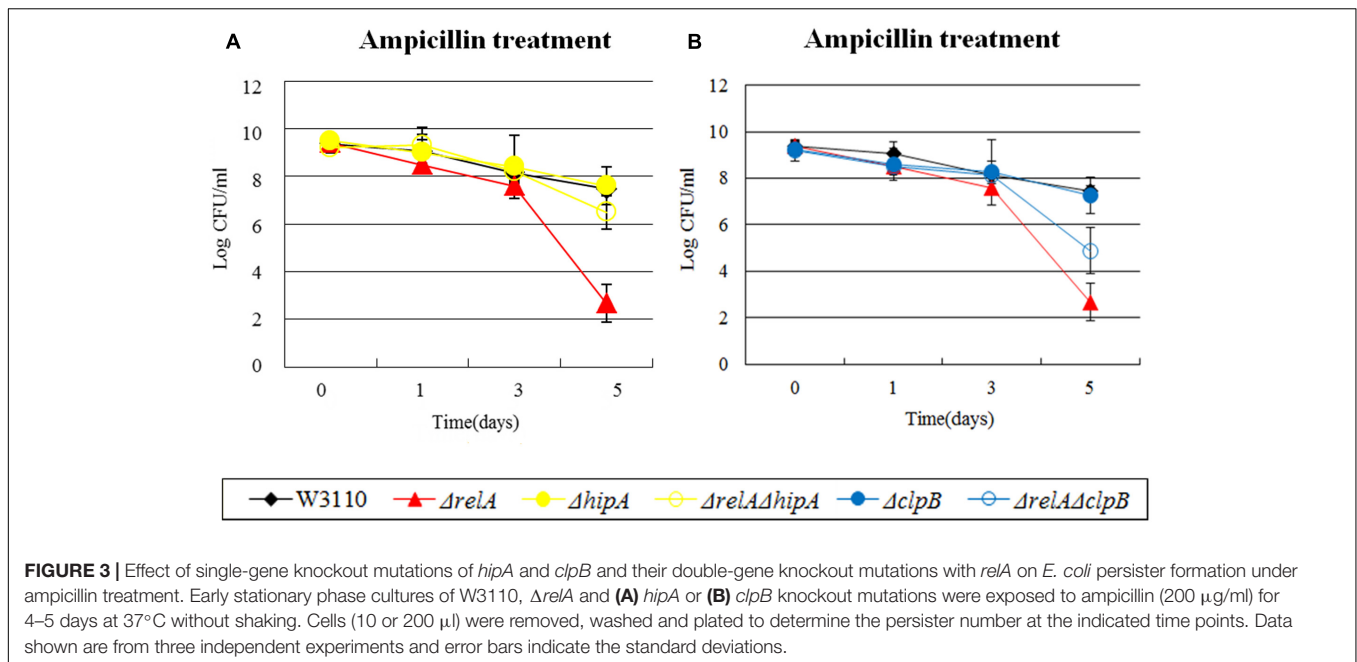 A Ampicillin treatment
12
10
8
6
4
2
0
Log CFU/ml
0 1 3 5
Time(days)
B Ampicillin treatment
12
10
8
6
4
2
0
Log CFU/ml
0 1 3 5
Time(days)
W3110 ΔrelA ΔhipA ΔrelAΔhipA ΔclpB ΔrelAΔclpB
FIGURE 3 | Effect of single-gene knockout mutations of hipA and clpB and their double-gene knockout mutations with relA on E. coli persister formation under
ampicillin treatment. Early stationary phase cultures of W3110, ΔrelA and (A) hipA or (B) clpB knockout mutations were exposed to ampicillin (200 μg/ml) for
4–5 days at 37°C without shaking. Cells (10 or 200 μl) were removed, washed and plated to determine the persister number at the indicated time points. Data
shown are from three independent experiments and error bars indicate the standard deviations.